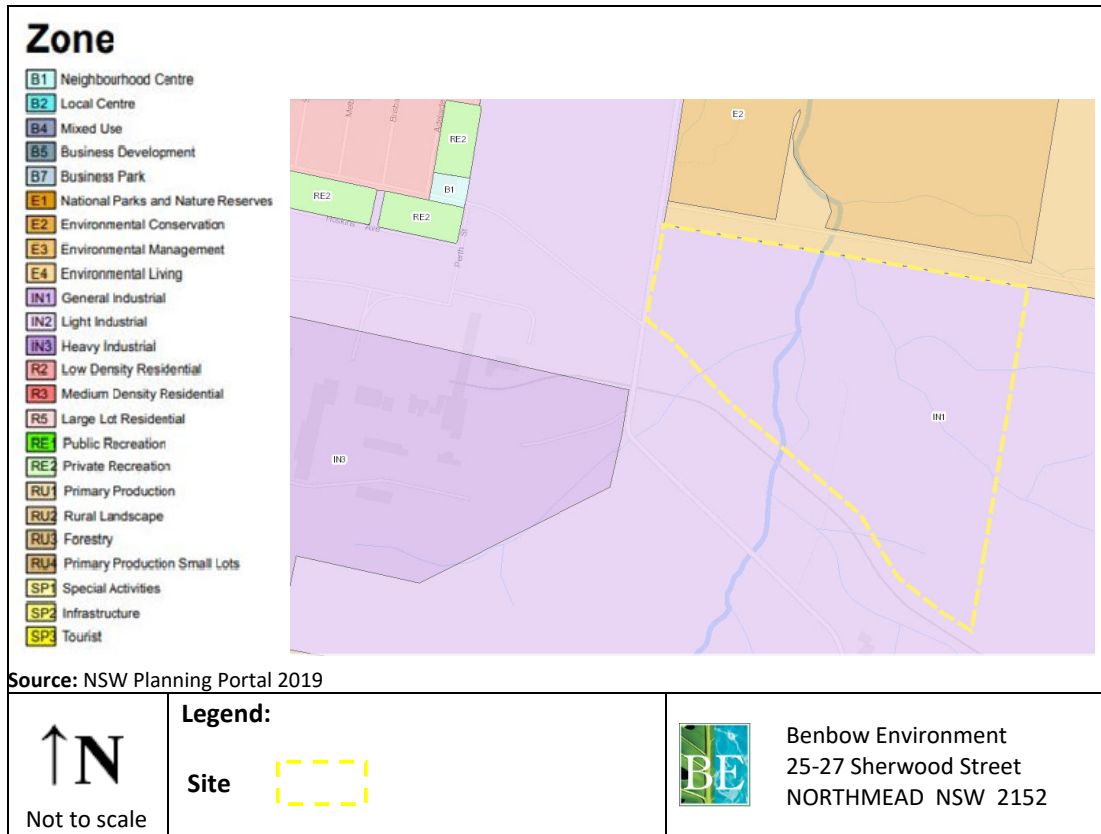 Zone
B1 Neighbourhood Centre
B2 Local Centre
B4 Mixed Use
B5 Business Development
B7 Business Park
E1 National Parks and Nature Reserves
E2 Environmental Conservation
E3 Environmental Management
E4 Environmental Living
IN1 General Industrial
IN2 Light Industrial
IN3 Heavy Industrial
R2 Low Density Residential
R3 Medium Density Residential
R5 Large Lot Residential
RE1 Public Recreation
RE2 Private Recreation
RU1 Primary Production
RU2 Rural Landscape
RU3 Forestry
RU4 Primary Production Small Lots
SP1 Special Activities
SP2 Infrastructure
SP3 Tourist
Adelaide
RE2
E2
B1
RE2
RE2
Hoskins Ave
Perth St
IN1
IN3
Source: NSW Planning Portal 2019
↑N
Not to scale
Legend:
Site
BE
Benbow Environment
25-27 Sherwood Street
NORTHMEAD NSW 2152